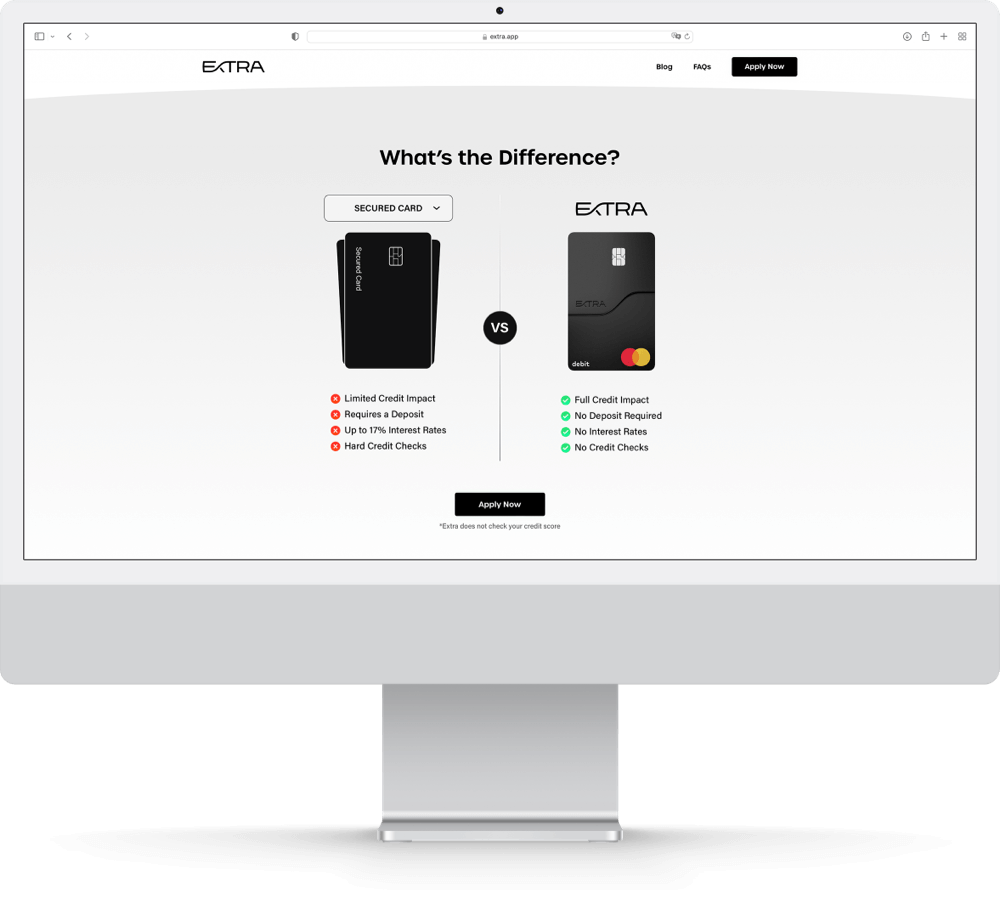 extra.app
EXTRA
Blog
FAQs
Apply Now
What's the Difference?
SECURED CARD
EXTRA
Secured Card
EXTRA
debit
VS
Limited Credit Impact
Requires a Deposit
Up to 17% Interest Rates
Hard Credit Checks
Full Credit Impact
No Deposit Required
No Interest Rates
No Credit Checks
Apply Now
*Extra does not check your credit score